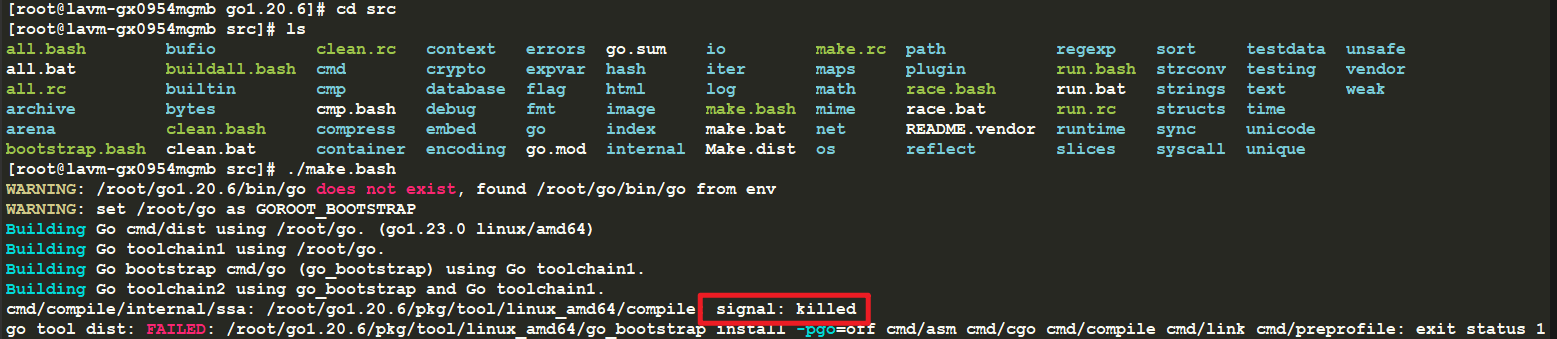 [root@lavm-gx0954mgmb go1.20.6]# cd src
[root@lavm-gx0954mgmb src]# ls
all.bash bufio clean.rc context errors go.sum io make.rc path regexp sort testdata unsafe
all.bat buildall.bash cmd crypto expvar hash iter maps plugin run.bash strconv testing vendor
all.rc builtin cmp database flag html log math race.bash run.bat strings text weak
archive bytes cmp.bash debug fmt image make.bash mime race.bat run.rc structs time
arena clean.bash compress embed go index make.bat net README.vendor runtime sync unicode
bootstrap.bash clean.bat container encoding go.mod internal Make.dist os reflect slices syscall unique
[root@lavm-gx0954mgmb src]# ./make.bash
WARNING: /root/go1.20.6/bin/go does not exist, found /root/go/bin/go from env
WARNING: set /root/go as GOROOT_BOOTSTRAP
Building Go cmd/dist using /root/go. (go1.23.0 linux/amd64)
Building Go toolchain1 using /root/go.
Building Go bootstrap cmd/go (go_bootstrap) using Go toolchain1.
Building Go toolchain2 using go_bootstrap and Go toolchain1.
cmd/compile/internal/ssa: /root/go1.20.6/pkg/tool/linux_amd64/compile signal: killed
go tool dist: FAILED: /root/go1.20.6/pkg/tool/linux_amd64/go_bootstrap install -pgo=off cmd/asm cmd/cgo cmd/compile cmd/link cmd/preprofile: exit status 1